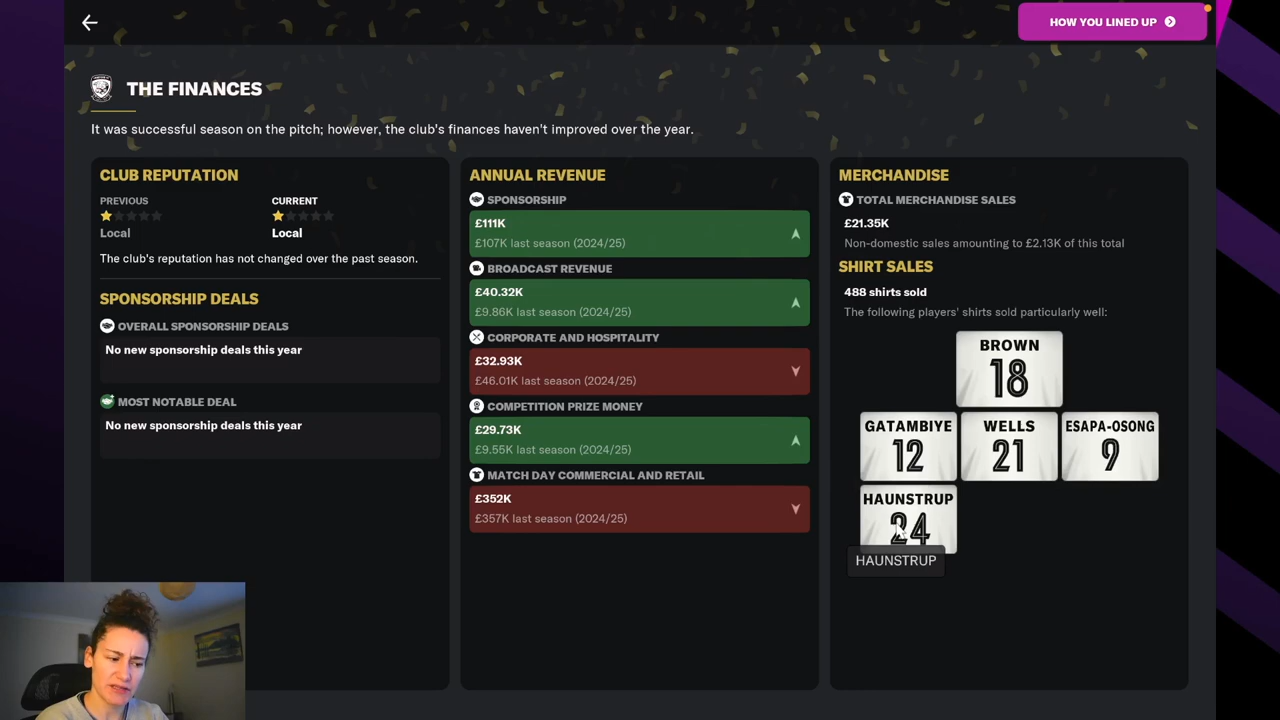 HOW YOU LINED UP
THE FINANCES
It was successful season on the pitch; however, the club's finances haven't improved over the year.
CLUB REPUTATION
PREVIOUS
CURRENT
Local
Local
The club's reputation has not changed over the past season.
SPONSORSHIP DEALS
OVERALL SPONSORSHIP DEALS
No new sponsorship deals this year
MOST NOTABLE DEAL
No new sponsorship deals this year
ANNUAL REVENUE
SPONSORSHIP
£111K
£107K last season (2024/25)
BROADCAST REVENUE
£40.32K
£9.86K last season (2024/25)
CORPORATE AND HOSPITALITY
£32.93K
£46.01K last season (2024/25)
COMPETITION PRIZE MONEY
£29.73K
£9.55K last season (2024/25)
MATCH DAY COMMERCIAL AND RETAIL
£352K
£357K last season (2024/25)
MERCHANDISE
TOTAL MERCHANDISE SALES
£21.35K
Non-domestic sales amounting to £2.13K of this total
SHIRT SALES
488 shirts sold
The following players' shirts sold particularly well:
BROWN
18
GATAMBIYE
12
WELLS
21
ESAPA-OSONG
9
HAUNSTRUP
24
HAUNSTRUP